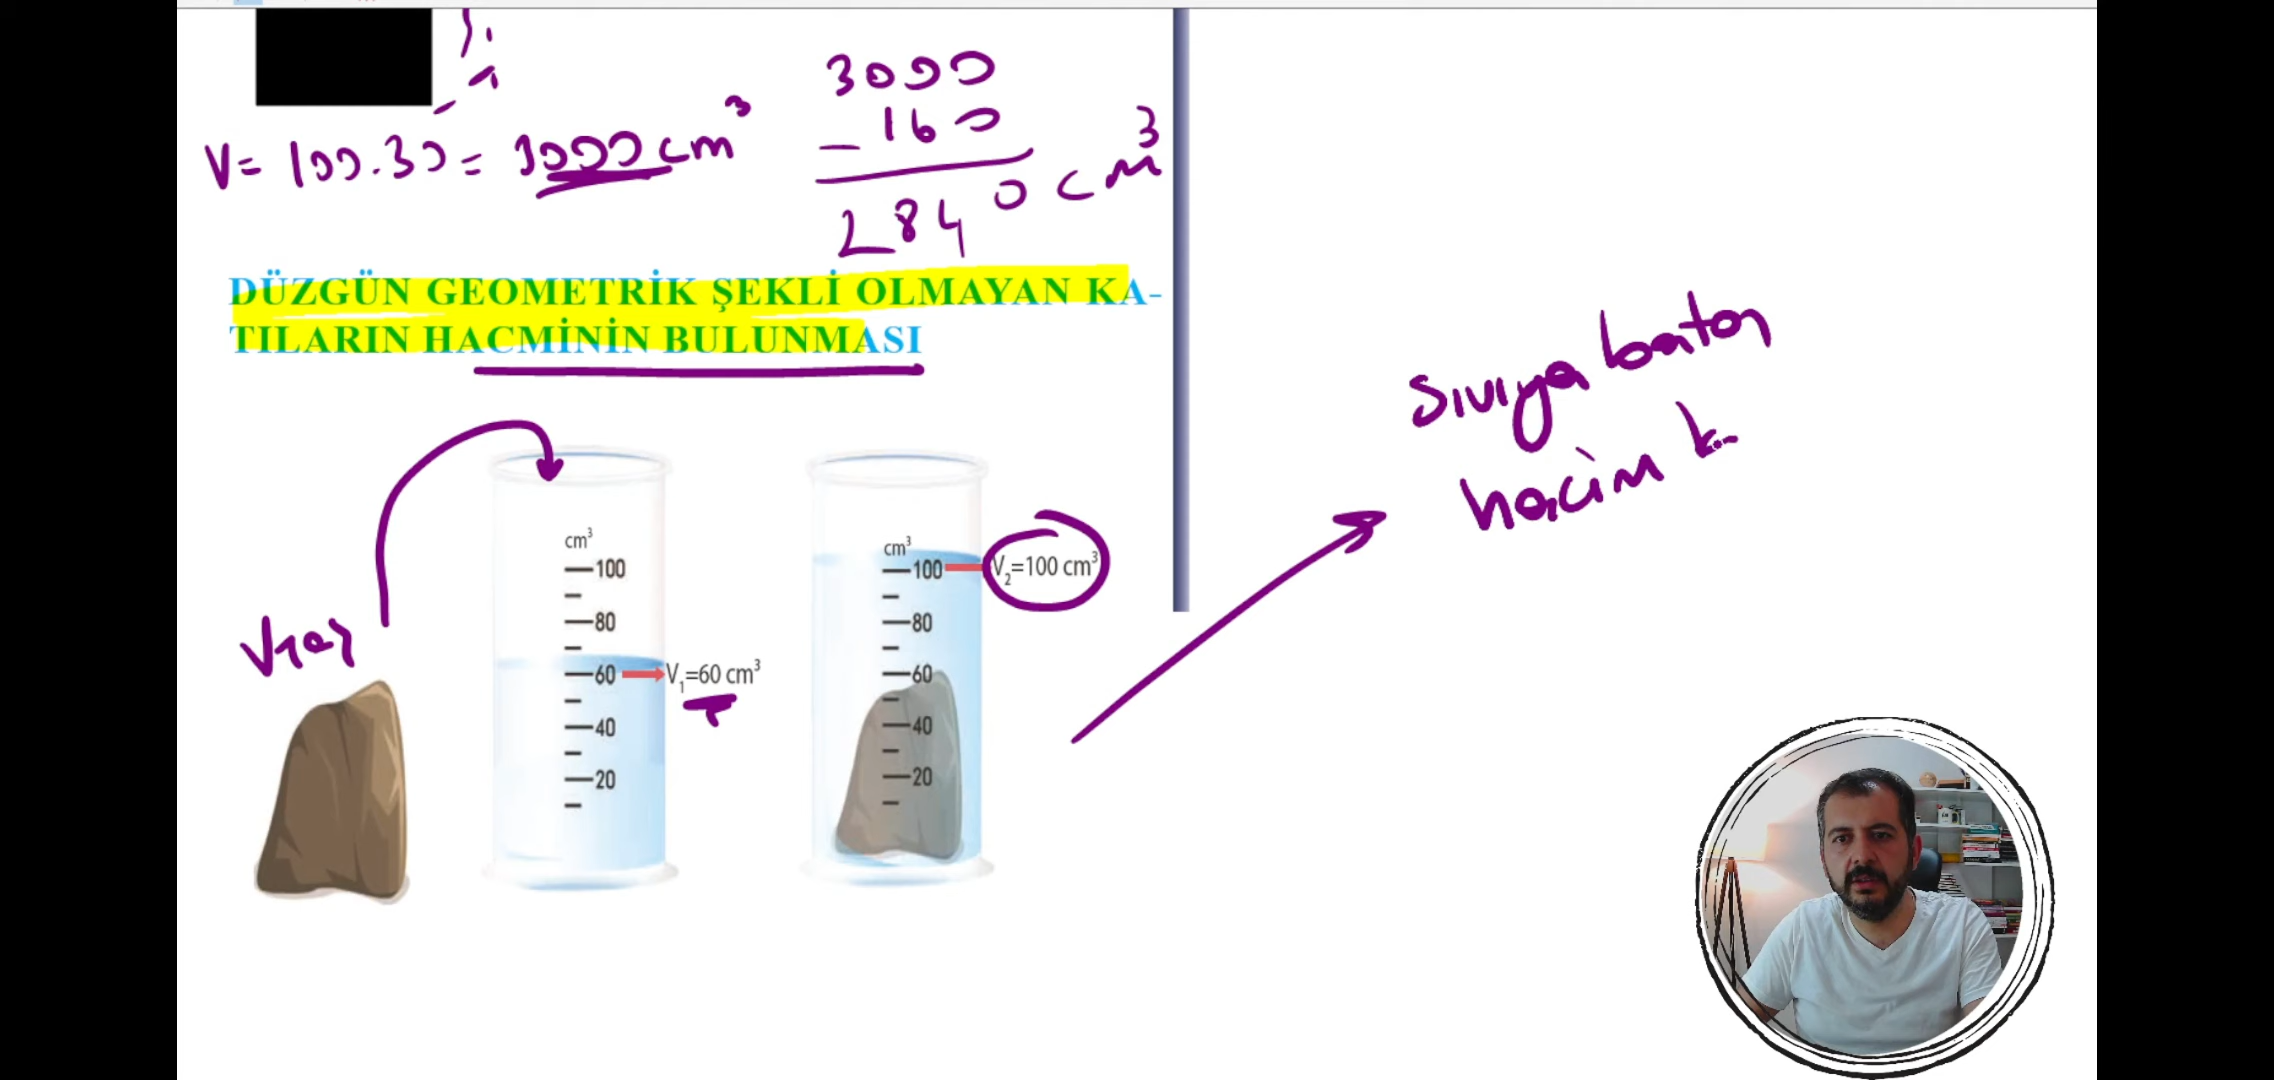 V = 100.30 = 3000 cm³
3000
- 160
2840 cm³
DÜZGÜN GEOMETRİK ŞEKLİ OLMAYAN KA-
TILARIN HACMİNİN BULUNMASI
sıvıya batan
hacim k
Vtaş
cm³
100
80
60
40
20
V₁=60 cm³
cm³
100
80
60
40
20
V₂=100 cm³